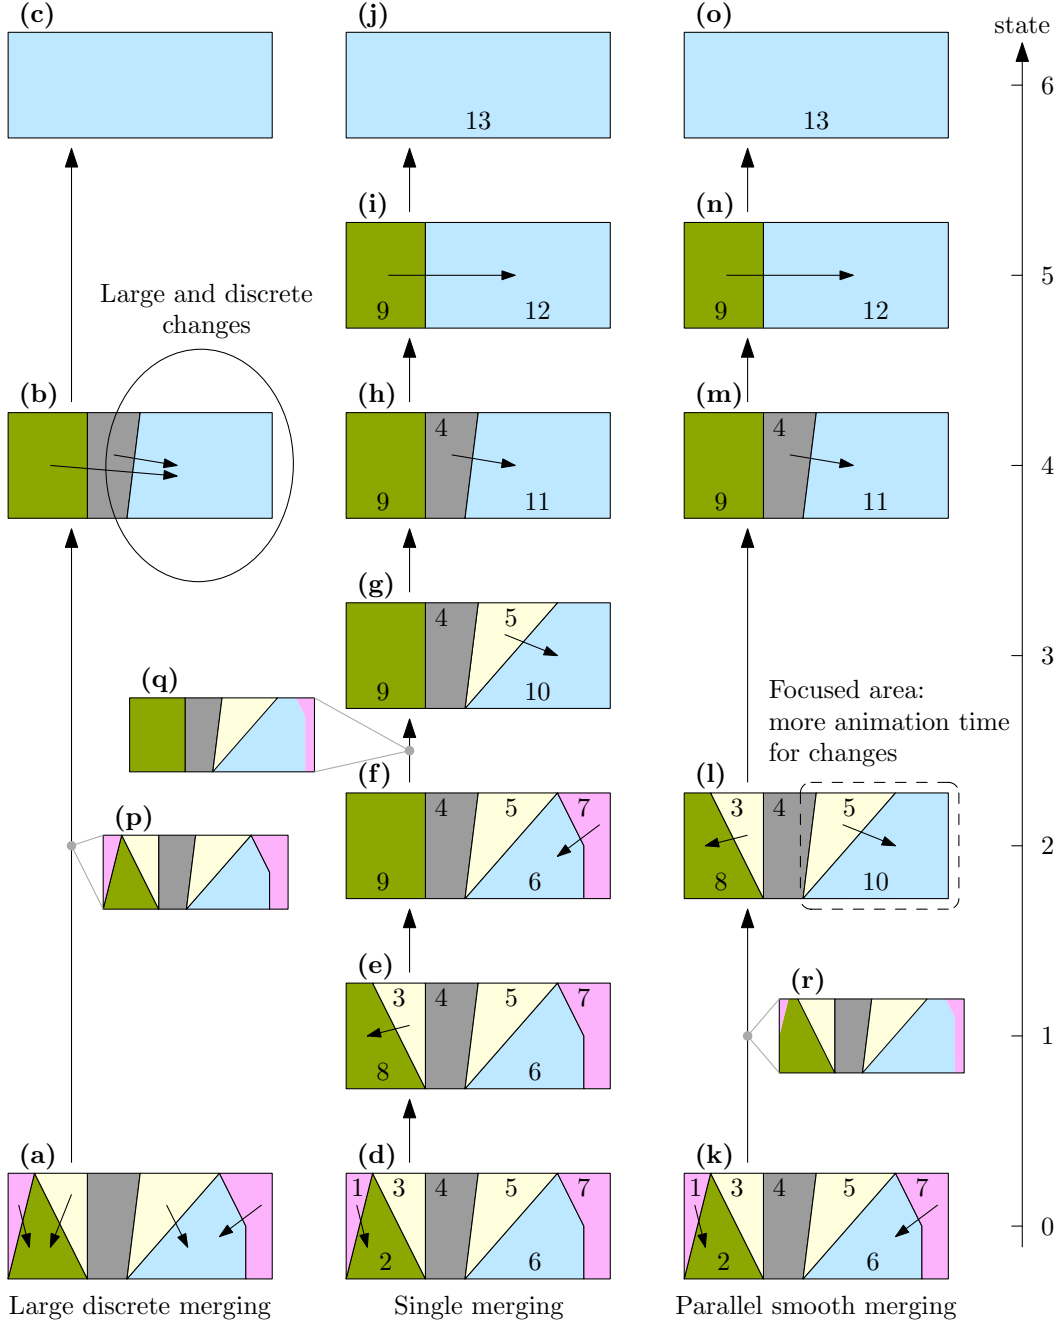 (c)
(j)
(o)
state
6
13
13
(i)
(n)
5
Large and discrete
changes
9
12
9
12
(b)
(h)
(m)
4
4
4
9
11
9
11
(g)
4
5
3
9
10
(q)
Focused area:
more animation time
for changes
(f)
(l)
4
5
7
3
4
5
(p)
2
9
6
8
10
(e)
(r)
3
4
5
7
1
8
6
(a)
(d)
(k)
1
3
4
5
7
1
3
4
5
7
0
2
6
2
6
Large discrete merging
Single merging
Parallel smooth merging